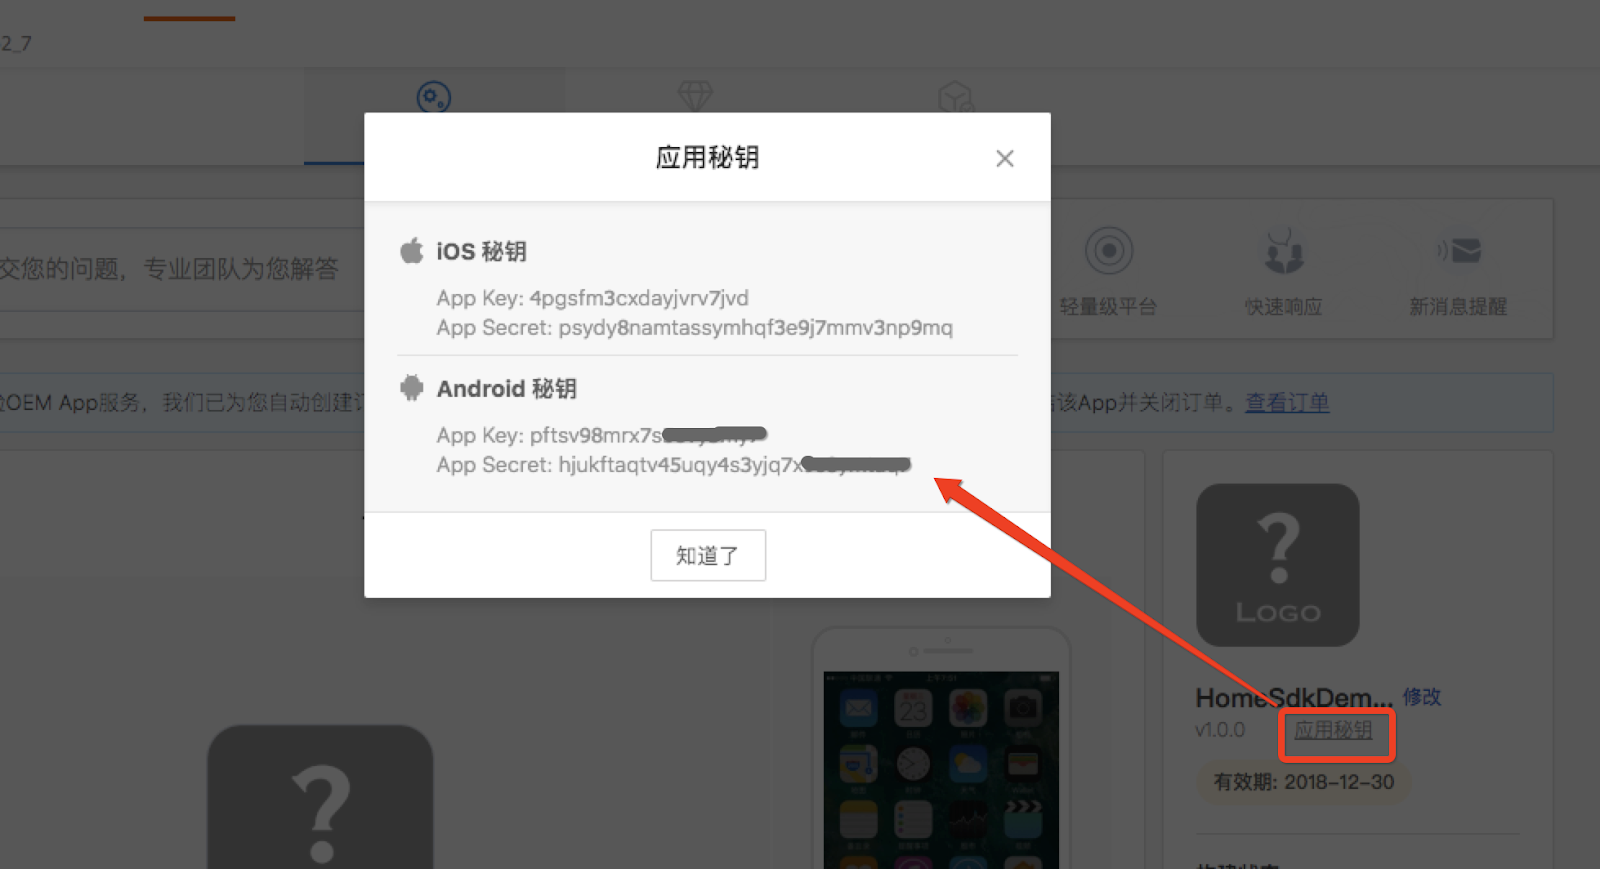 2_7
应用秘钥
iOS 秘钥
App Key: 4pgsfm3cxdayjvrv7jvd
App Secret: psydy8namtassymhqf3e9j7mmv3np9mq
Android 秘钥
App Key: pftsv98mrx7s
App Secret: hjukftaqtv45uqy4s3yjq7x
知道了
交您的问题，专业团队为您解答
轻量级平台
快速响应
新消息提醒
OEM App服务，我们已为您自动创建
该App并关闭订单。查看订单
?
LOGO
HomeSdkDem... 修改
v1.0.0 应用秘钥
有效期: 2018-12-30
?
23